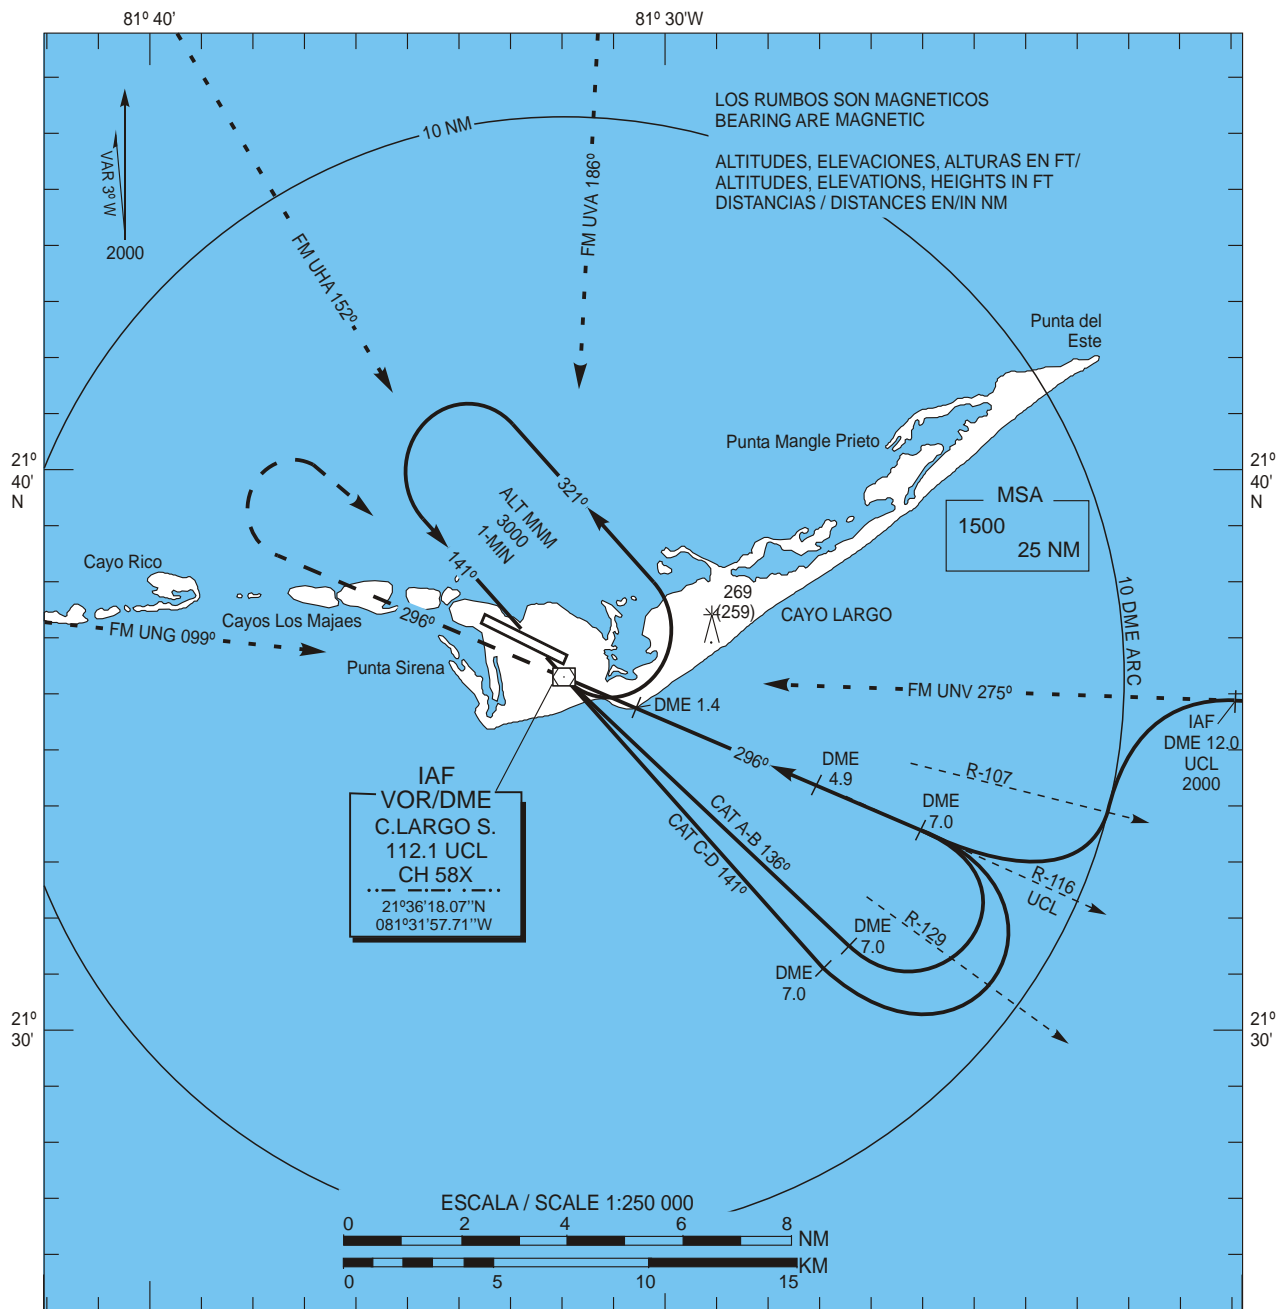 81º 40'
81º 30'W
VAR 3º W
2000
10 NM
FM UHA 152º
FM UVA 186º
LOS RUMBOS SON MAGNETICOS
BEARING ARE MAGNETIC
ALTITUDES, ELEVACIONES, ALTURAS EN FT/
ALTITUDES, ELEVATIONS, HEIGHTS IN FT
DISTANCIAS / DISTANCES EN/IN NM
Punta del
Este
Punta Mangle Prieto
21º
40'
N
21º
40'
N
MSA
1500
25 NM
321º
ALT MNM
3000
1-MIN
141º
Cayo Rico
Cayos Los Majaes
296º
FM UNG 099º
Punta Sirena
269
(259)
CAYO LARGO
10 DME ARC
FM UNV 275º
DME 1.4
IAF
DME 12.0
UCL
2000
296º
DME
4.9
R-107
DME
7.0
IAF
VOR/DME
C.LARGO S.
112.1 UCL
CH 58X
21º36'18.07"N
081º31'57.71"W
CAT A-B 136º
CAT C-D 141º
R-116
UCL
R-129
DME
7.0
DME
7.0
21º
30'
21º
30'
ESCALA / SCALE 1:250 000
0 2 4 6 8
NM
KM
0 5 10 15